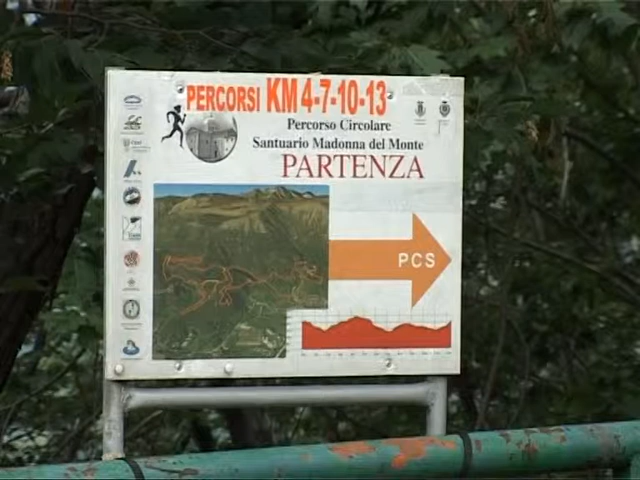 PERCORSI KM 4-7-10-13
Percorso Circolare
Santuario Madonna del Monte
PARTENZA
PCS